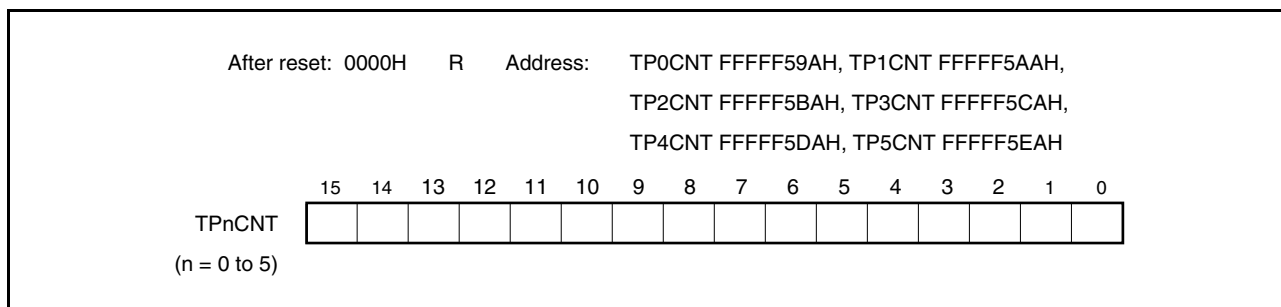 After reset: 0000H R Address: TP0CNT FFFFF59AH, TP1CNT FFFFF5AAH,
TP2CNT FFFFF5BAH, TP3CNT FFFFF5CAH,
TP4CNT FFFFF5DAH, TP5CNT FFFFF5EAH
15 14 13 12 11 10 9 8 7 6 5 4 3 2 1 0
TPnCNT
(n = 0 to 5)